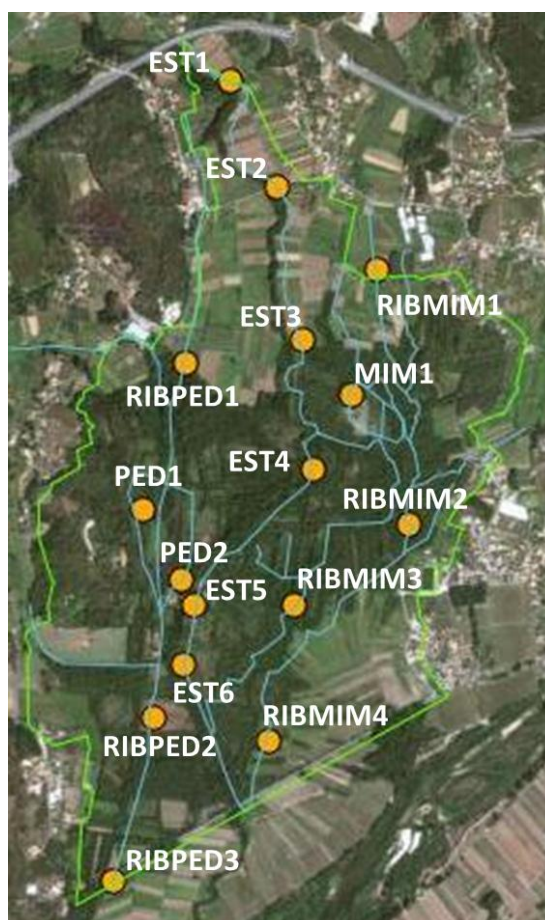 EST1
EST2
RIBMIM1
EST3
RIBPED1
MIM1
EST4
PED1
RIBMIM2
PED2
EST5
RIBMIM3
EST6
RIBPED2
RIBMIM4
RIBPED3